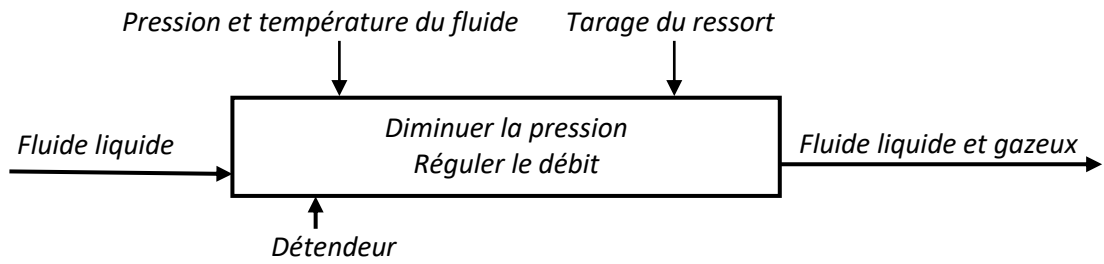 Pression et température du fluide
Tarage du ressort
Fluide liquide
Diminuer la pression
Réguler le débit
Fluide liquide et gazeux
Détendeur